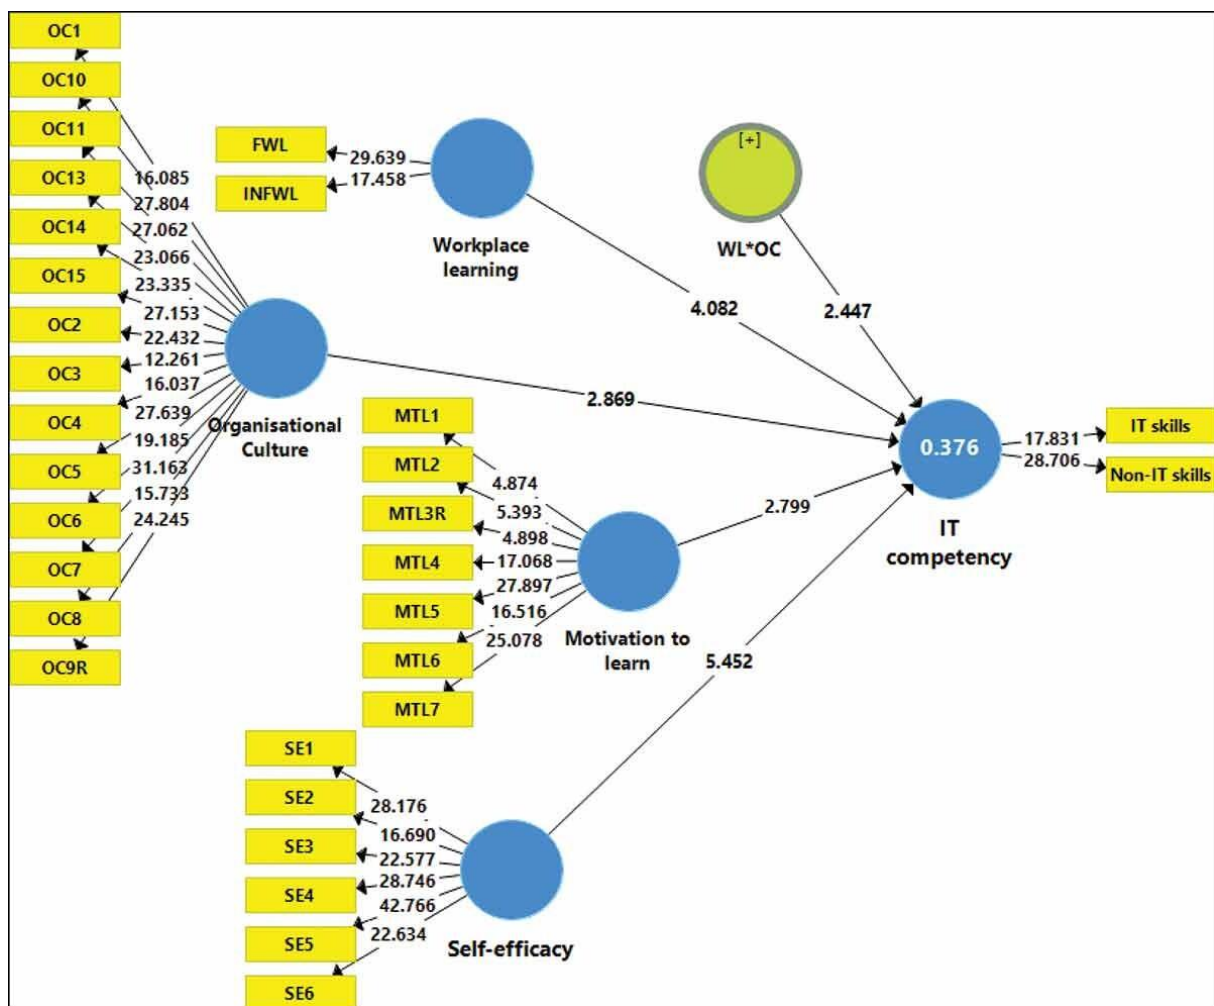 OC1
OC10
OC11
OC13
OC14
OC15
OC2
OC3
OC4
OC5
OC6
OC7
OC8
OC9R
16.085
27.804
27.062
23.066
23.335
27.153
22.432
12.261
16.037
27.639
19.185
31.163
15.733
24.245
Organisational
Culture
FWL
INFWL
29.639
17.458
Workplace
learning
[+]
WL*OC
4.082
2.447
2.869
MTL1
MTL2
MTL3R
MTL4
MTL5
MTL6
MTL7
4.874
5.393
4.898
17.068
27.897
16.516
25.078
Motivation to
learn
2.799
0.376
IT
competency
17.831
28.706
IT skills
Non-IT skills
5.452
SE1
SE2
SE3
SE4
SE5
SE6
28.176
16.690
22.577
28.746
42.766
22.634
Self-efficacy